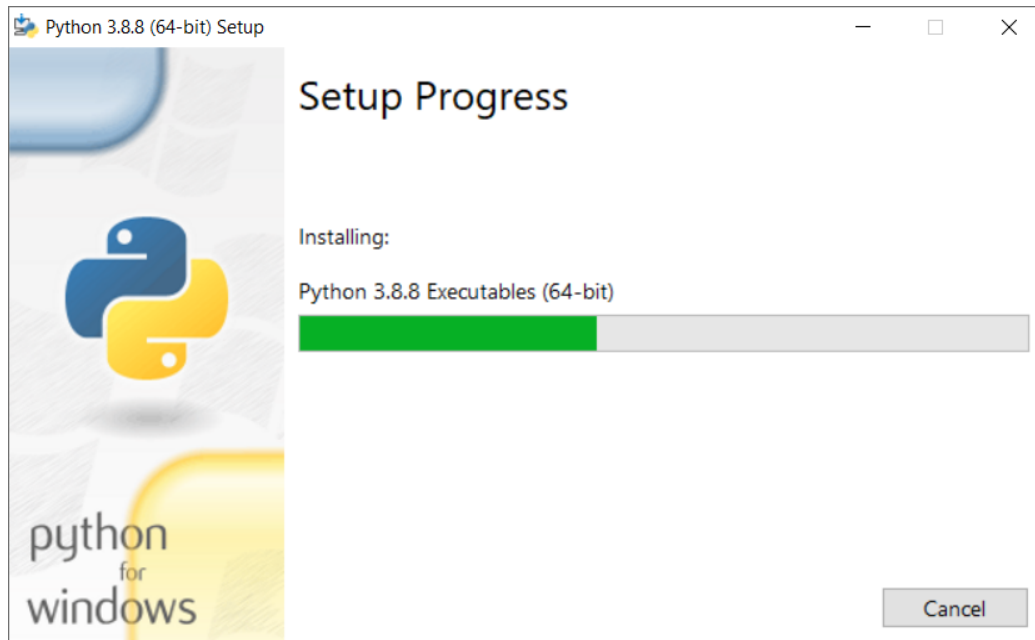 Python 3.8.8 (64-bit) Setup
Setup Progress
Installing:
Python 3.8.8 Executables (64-bit)
python
for
windows
Cancel